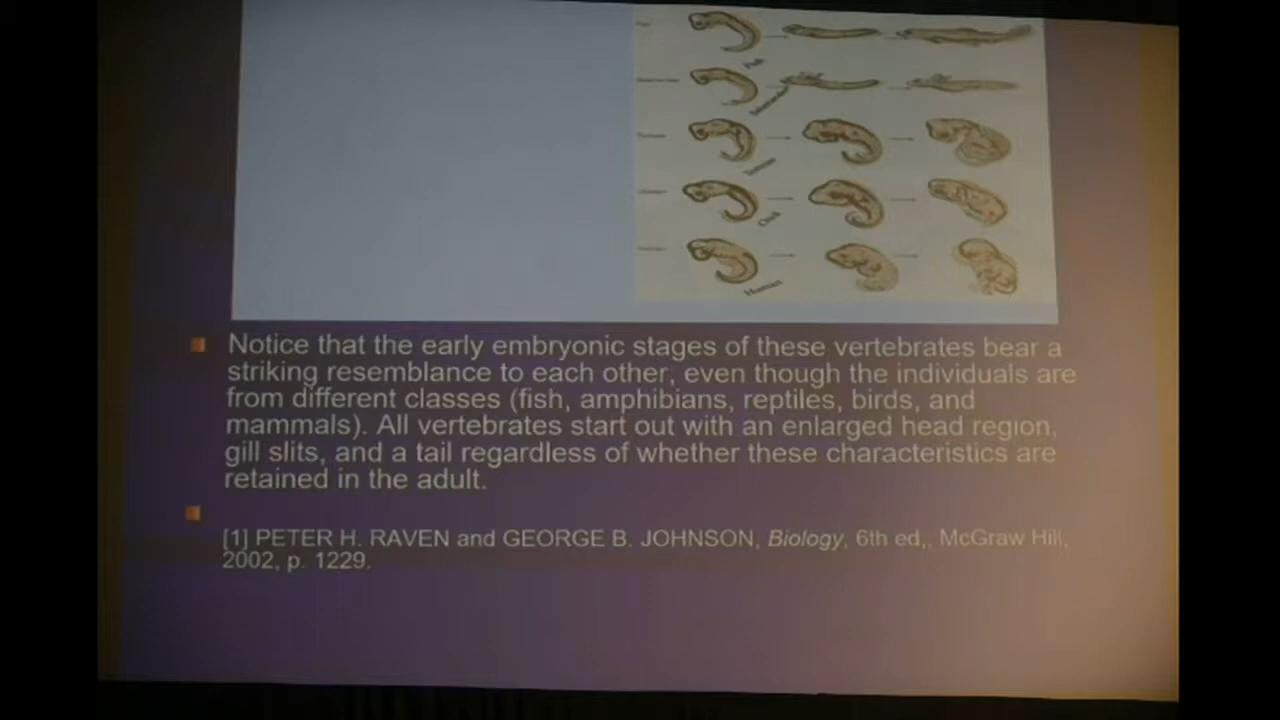 Human
Notice that the early embryonic stages of these vertebrates bear a
striking resemblance to each other, even though the individuals are
from different classes (fish, amphibians, reptiles, birds, and
mammals). All vertebrates start out with an enlarged head region,
gill slits, and a tail regardless of whether these characteristics are
retained in the adult.
[1] PETER H. RAVEN and GEORGE B. JOHNSON, Biology, 6th ed,, McGraw Hill,
2002, p. 1229.